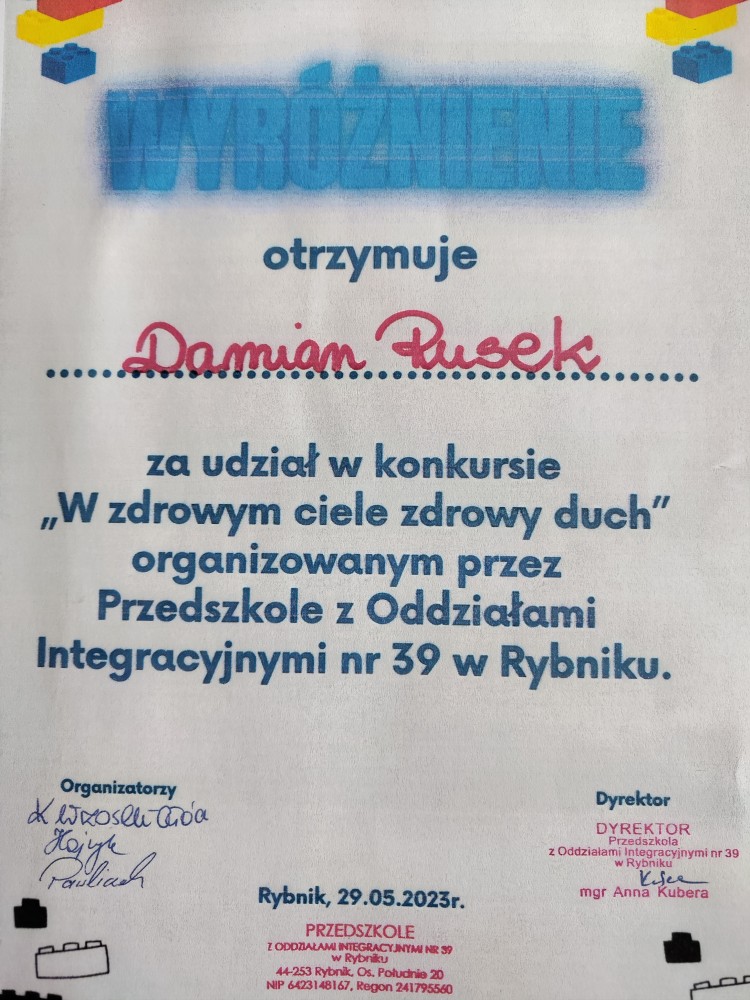 WYRÓŻNIENIE
otrzymuje
Damian Rusek
za udział w konkursie
„W zdrowym ciele zdrowy duch”
organizowanym przez
Przedszkole z Oddziałami
Integracyjnymi nr 39 w Rybniku.
Organizatorzy
Dyrektor
DYREKTOR
Przedszkola
z Oddziałami Integracyjnymi nr 39
w Rybniku
mgr Anna Kubera
Rybnik, 29.05.2023r.
PRZEDSZKOLE
Z ODDZIAŁAMI INTEGRACYJNYMI NR 39
w Rybniku
44-253 Rybnik, Os. Południe 20
NIP 6423148167, Regon 241795560